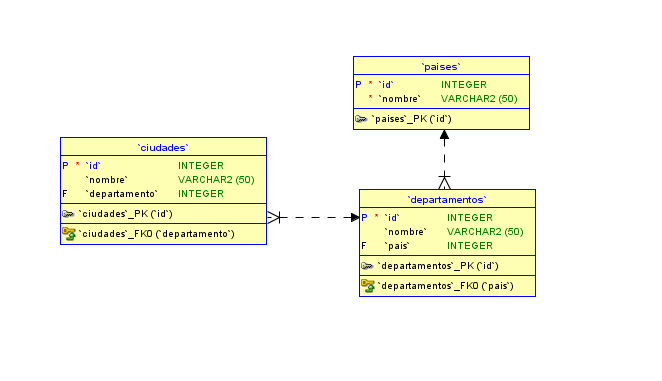 `paises`
P * `id` INTEGER
* `nombre` VARCHAR2 (50)
`paises`_PK (`id`)
`ciudades`
P * `id` INTEGER
`nombre` VARCHAR2 (50)
F `departamento` INTEGER
`ciudades`_PK (`id`)
`ciudades`_FK0 (`departamento`)
`departamentos`
P * `id` INTEGER
`nombre` VARCHAR2 (50)
F `pais` INTEGER
`departamentos`_PK (`id`)
`departamentos`_FK0 (`pais`)